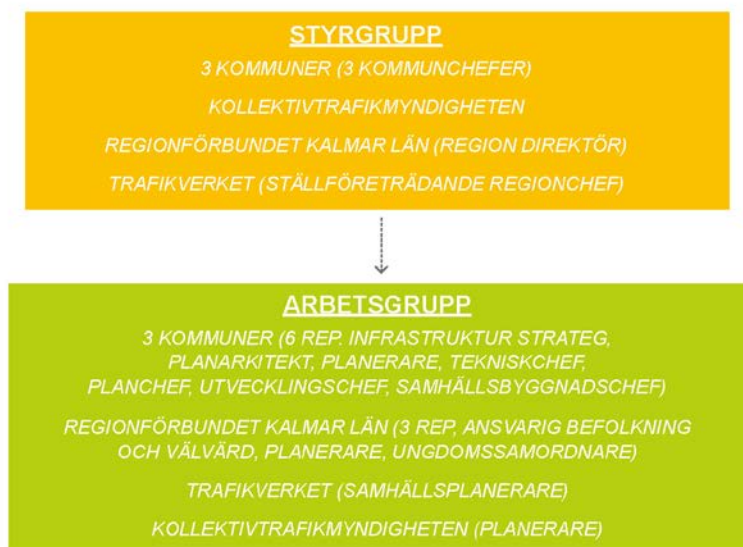 STYRGRUPP
3 KOMMUNER (3 KOMMUNCHEFER)
KOLLEKTIVTRAFIKMYNDIGHETEN
REGIONFÖRBUNDET KALMAR LÄN (REGION DIREKTÖR)
TRAFIKVERKET (STÄLLFÖRETRÄDANDE REGIONCHEF)
ARBETSGRUPP
3 KOMMUNER (6 REP. INFRASTRUKTUR STRATEG,
PLANARKITEKT, PLANERARE, TEKNISKCHEF,
PLANCHEF, UTVECKLINGSCHEF, SAMHÄLLSBYGGNADSCHEF)
REGIONFÖRBUNDET KALMAR LÄN (3 REP, ANSVARIG BEFOLKNING
OCH VÄLVÄRD, PLANERARE, UNGDOMSSAMORDNARE)
TRAFIKVERKET (SAMHÄLLSPLANERARE)
KOLLEKTIVTRAFIKMYNDIGHETEN (PLANERARE)